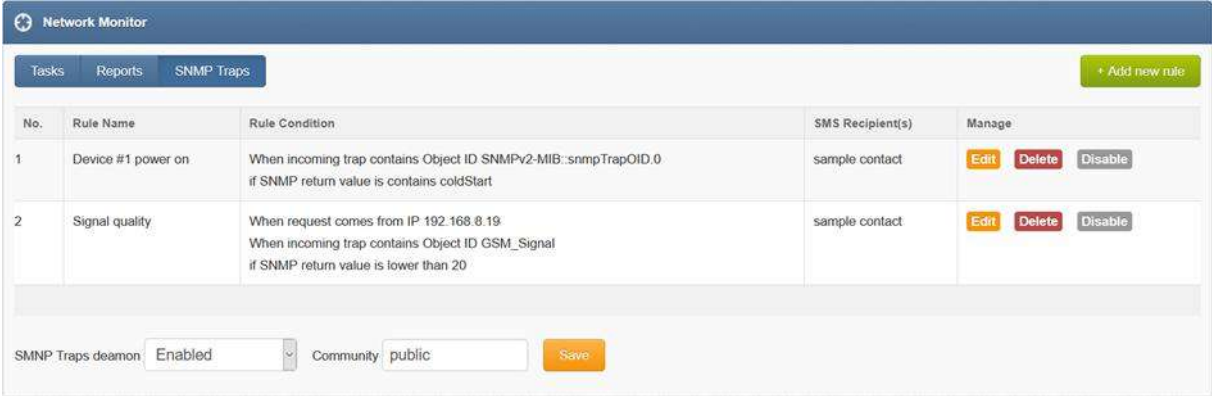 Network Monitor
Tasks Reports SNMP Traps + Add new rule
No. Rule Name Rule Condition SMS Recipient(s) Manage
1 Device #1 power on When incoming trap contains Object ID SNMPv2-MIB::snmpTrapOID.0 sample contact Edit Delete Disable
if SNMP return value is contains coldStart
2 Signal quality When request comes from IP 192.168.8.19 sample contact Edit Delete Disable
When incoming trap contains Object ID GSM_Signal
if SNMP return value is lower than 20
SMNP Traps deamon Enabled Community public Save